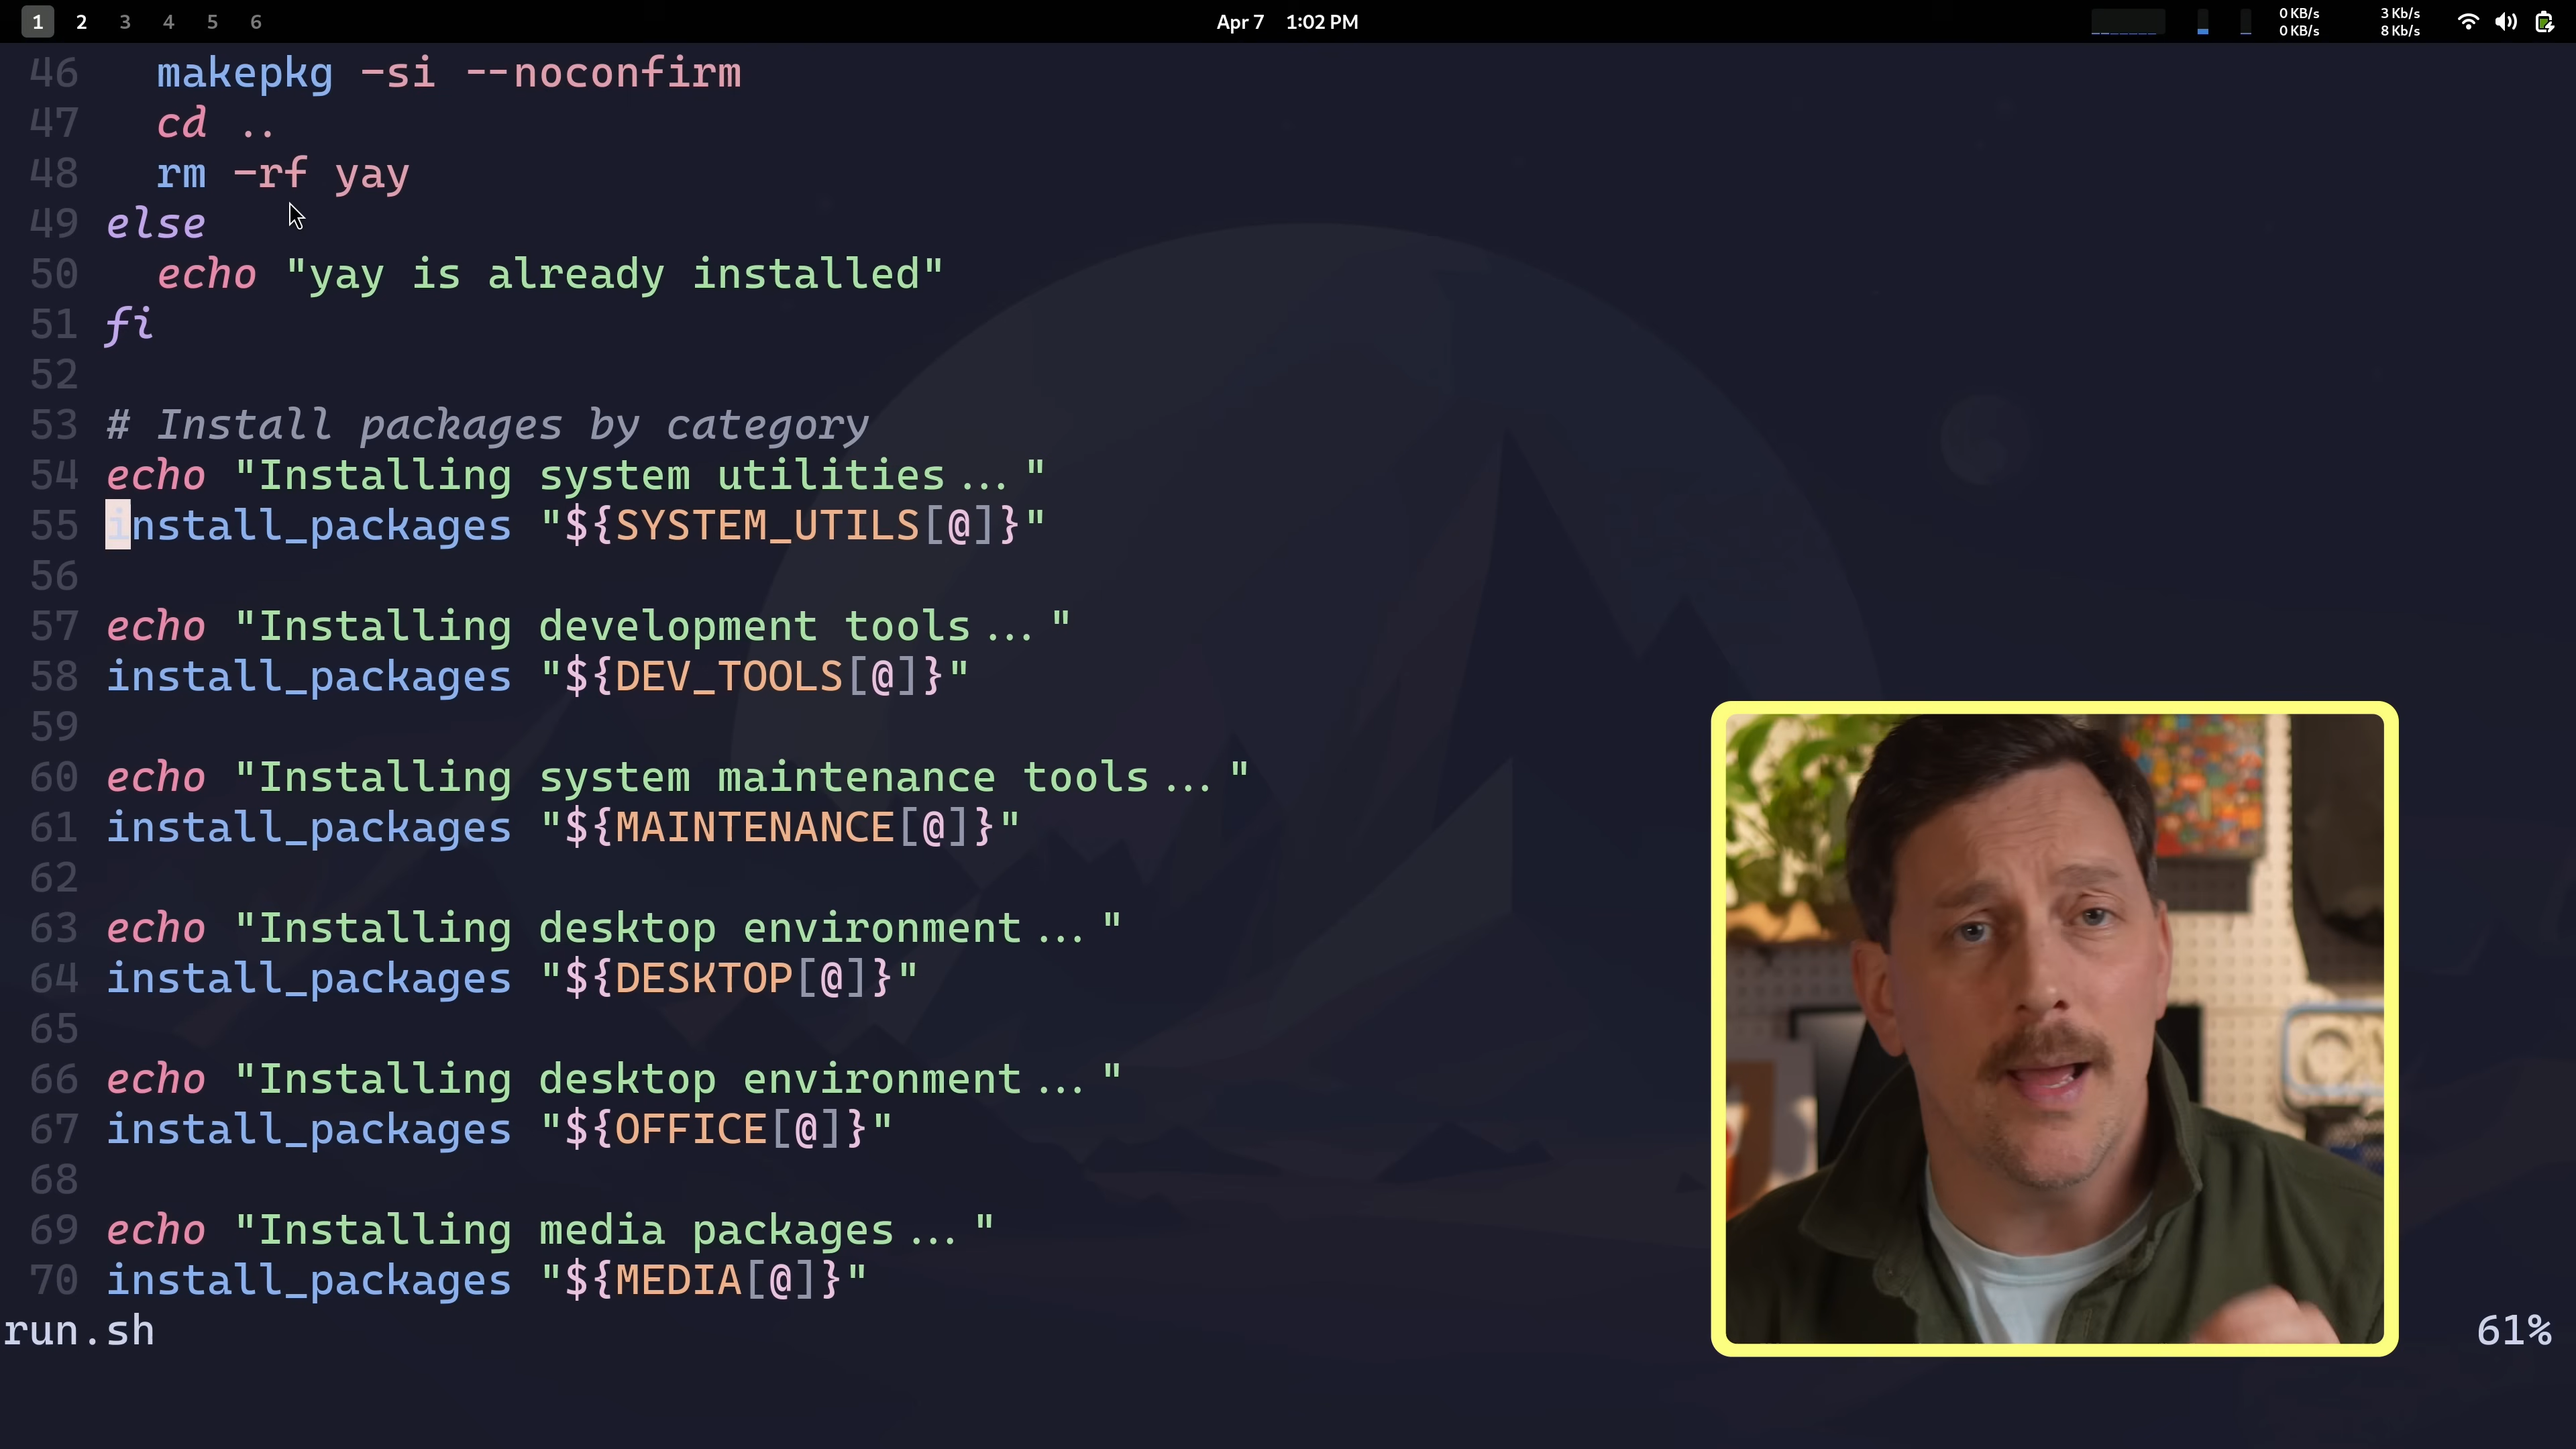 1 2 3 4 5 6
Apr 7 1:02 PM
0 KB/s 3 Kb/s
0 KB/s 8 Kb/s
46 makepkg -si --noconfirm
47 cd ..
48 rm -rf yay
49 else
50 echo "yay is already installed"
51 fi
52
53 # Install packages by category
54 echo "Installing system utilities..."
55 install_packages "${SYSTEM_UTILS[@]}"
56
57 echo "Installing development tools..."
58 install_packages "${DEV_TOOLS[@]}"
59
60 echo "Installing system maintenance tools..."
61 install_packages "${MAINTENANCE[@]}"
62
63 echo "Installing desktop environment..."
64 install_packages "${DESKTOP[@]}"
65
66 echo "Installing desktop environment..."
67 install_packages "${OFFICE[@]}"
68
69 echo "Installing media packages..."
70 install_packages "${MEDIA[@]}"
run.sh 61%